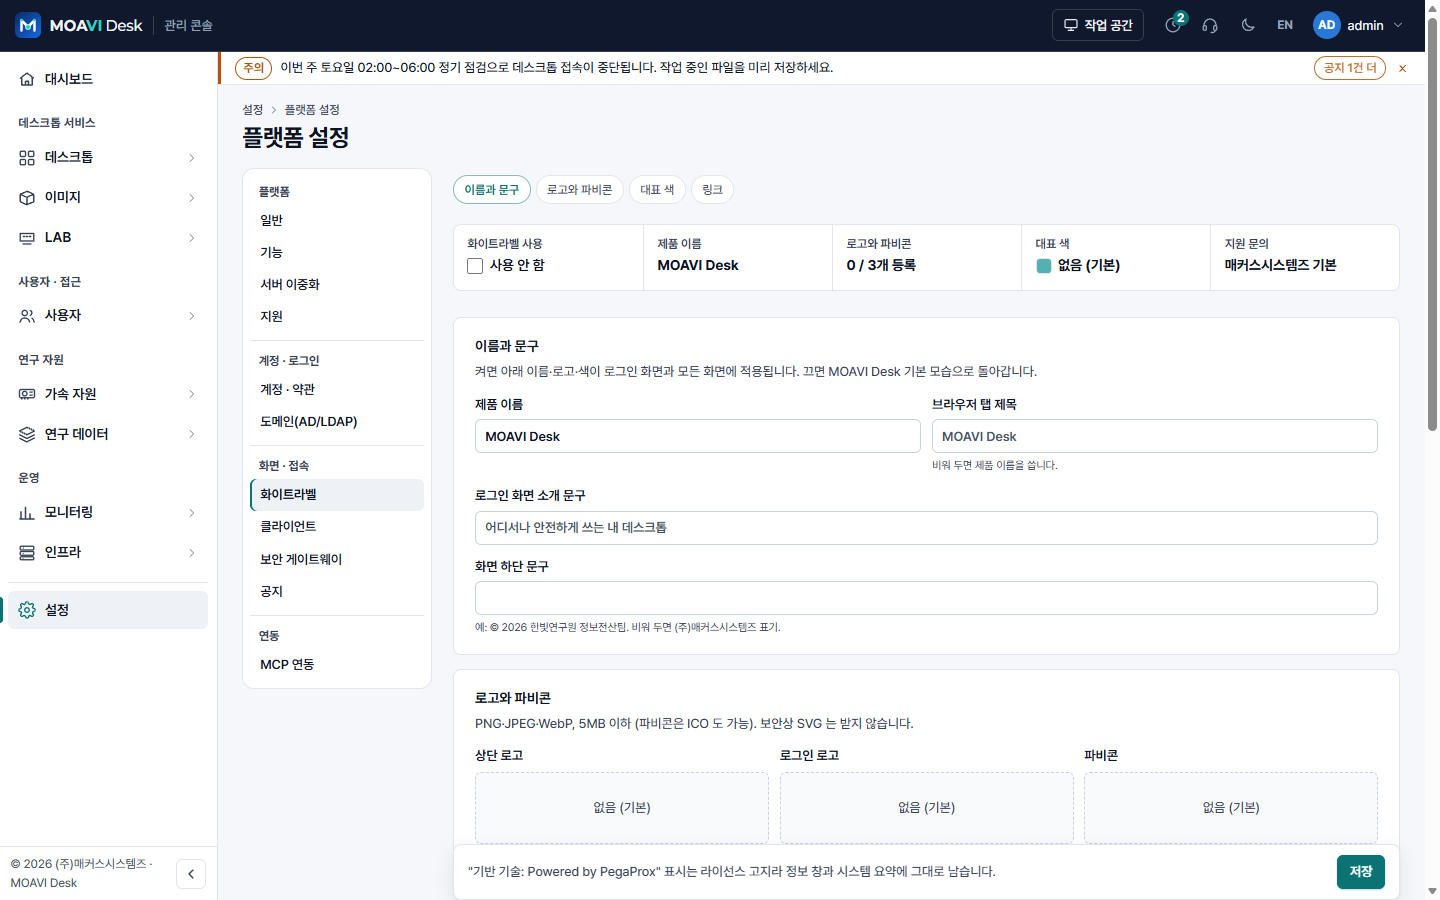 MOAVI Desk
관리 콘솔
작업 공간
2
EN
AD
admin
대시보드
데스크톱 서비스
데스크톱
이미지
LAB
사용자 · 접근
사용자
연구 자원
가속 자원
연구 데이터
운영
모니터링
인프라
설정
© 2026 (주)매커스시스템즈 ·
MOAVI Desk
주의
이번 주 토요일 02:00~06:00 정기 점검으로 데스크톱 접속이 중단됩니다. 작업 중인 파일을 미리 저장하세요.
공지 1건 더
설정 > 플랫폼 설정
플랫폼 설정
플랫폼
일반
기능
서버 이중화
지원
계정 · 로그인
계정 · 약관
도메인(AD/LDAP)
화면 · 접속
화이트라벨
클라이언트
보안 게이트웨이
공지
연동
MCP 연동
이름과 문구
로고와 파비콘
대표 색
링크
화이트라벨 사용
사용 안 함
제품 이름
MOAVI Desk
로고와 파비콘
0 / 3개 등록
대표 색
없음 (기본)
지원 문의
매커스시스템즈 기본
이름과 문구
켜면 아래 이름·로고·색이 로그인 화면과 모든 화면에 적용됩니다. 끄면 MOAVI Desk 기본 모습으로 돌아갑니다.
제품 이름
MOAVI Desk
브라우저 탭 제목
MOAVI Desk
비워 두면 제품 이름을 씁니다.
로그인 화면 소개 문구
어디서나 안전하게 쓰는 내 데스크톱
화면 하단 문구
예: © 2026 한빛연구원 정보전산팀. 비워 두면 (주)매커스시스템즈 표기.
로고와 파비콘
PNG·JPEG·WebP, 5MB 이하 (파비콘은 ICO 도 가능). 보안상 SVG 는 받지 않습니다.
상단 로고
없음 (기본)
로그인 로고
없음 (기본)
파비콘
없음 (기본)
"기반 기술: Powered by PegaProx" 표시는 라이선스 고지라 정보 창과 시스템 요약에 그대로 남습니다.
저장